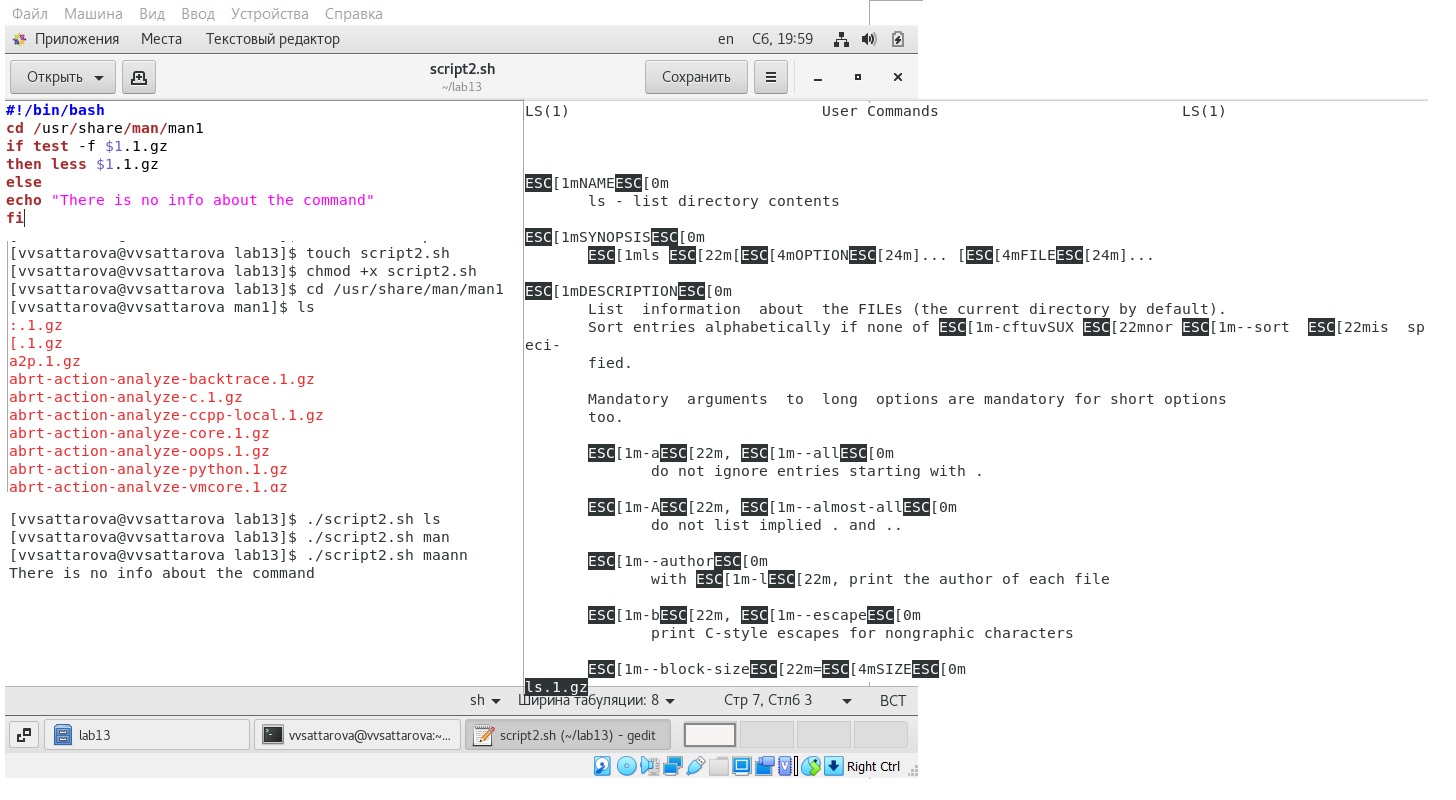 Файл Машина Вид Ввод Устройства Справка
Приложения Места Текстовый редактор en Сб, 19:59
Открыть script2.sh Сохранить
~/lab13
#!/bin/bash
cd /usr/share/man/man1
if test -f $1.1.gz
then less $1.1.gz
else
echo "There is no info about the command"
fi
[vvsattarova@vvsattarova lab13]$ touch script2.sh
[vvsattarova@vvsattarova lab13]$ chmod +x script2.sh
[vvsattarova@vvsattarova lab13]$ cd /usr/share/man/man1
[vvsattarova@vvsattarova man1]$ ls
:.1.gz
[.1.gz
a2p.1.gz
abrt-action-analyze-backtrace.1.gz
abrt-action-analyze-c.1.gz
abrt-action-analyze-ccpp-local.1.gz
abrt-action-analyze-core.1.gz
abrt-action-analyze-oops.1.gz
abrt-action-analyze-python.1.gz
abrt-action-analyze-vmcore.1.gz
[vvsattarova@vvsattarova lab13]$ ./script2.sh ls
[vvsattarova@vvsattarova lab13]$ ./script2.sh man
[vvsattarova@vvsattarova lab13]$ ./script2.sh maann
There is no info about the command
LS(1) User Commands LS(1)
ESC[1mNAMEESC[0m
ls - list directory contents
ESC[1mSYNOPSISESC[0m
ESC[1mls ESC[22m[ESC[4mOPTIONESC[24m]... [ESC[4mFILEESC[24m]...
ESC[1mDESCRIPTIONESC[0m
List information about the FILEs (the current directory by default).
Sort entries alphabetically if none of ESC[1m-cftuvSUX ESC[22mnor ESC[1m--sort ESC[22mis sp
eci-
fied.
Mandatory arguments to long options are mandatory for short options
too.
ESC[1m-aESC[22m, ESC[1m--allESC[0m
do not ignore entries starting with .
ESC[1m-AESC[22m, ESC[1m--almost-allESC[0m
do not list implied . and ..
ESC[1m--authorESC[0m
with ESC[1m-lESC[22m, print the author of each file
ESC[1m-bESC[22m, ESC[1m--escapeESC[0m
print C-style escapes for nongraphic characters
ESC[1m--block-sizeESC[22m=ESC[4mSIZEESC[0m
ls.1.gz
sh Ширина табуляции: 8 Стр 7, Стлб 3 ВСТ
lab13 vvsattarova@vvsattarova:~... script2.sh (~/lab13) - gedit
Right Ctrl